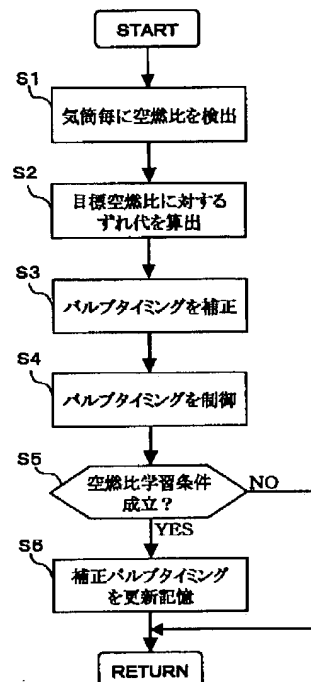 START
S1
気筒毎に空燃比を検出
S2
目標空燃比に対する
ずれ代を算出
S3
バルブタイミングを補正
S4
バルブタイミングを制御
S5
空燃比学習条件
成立?
NO
YES
S6
補正バルブタイミング
を更新記憶
RETURN